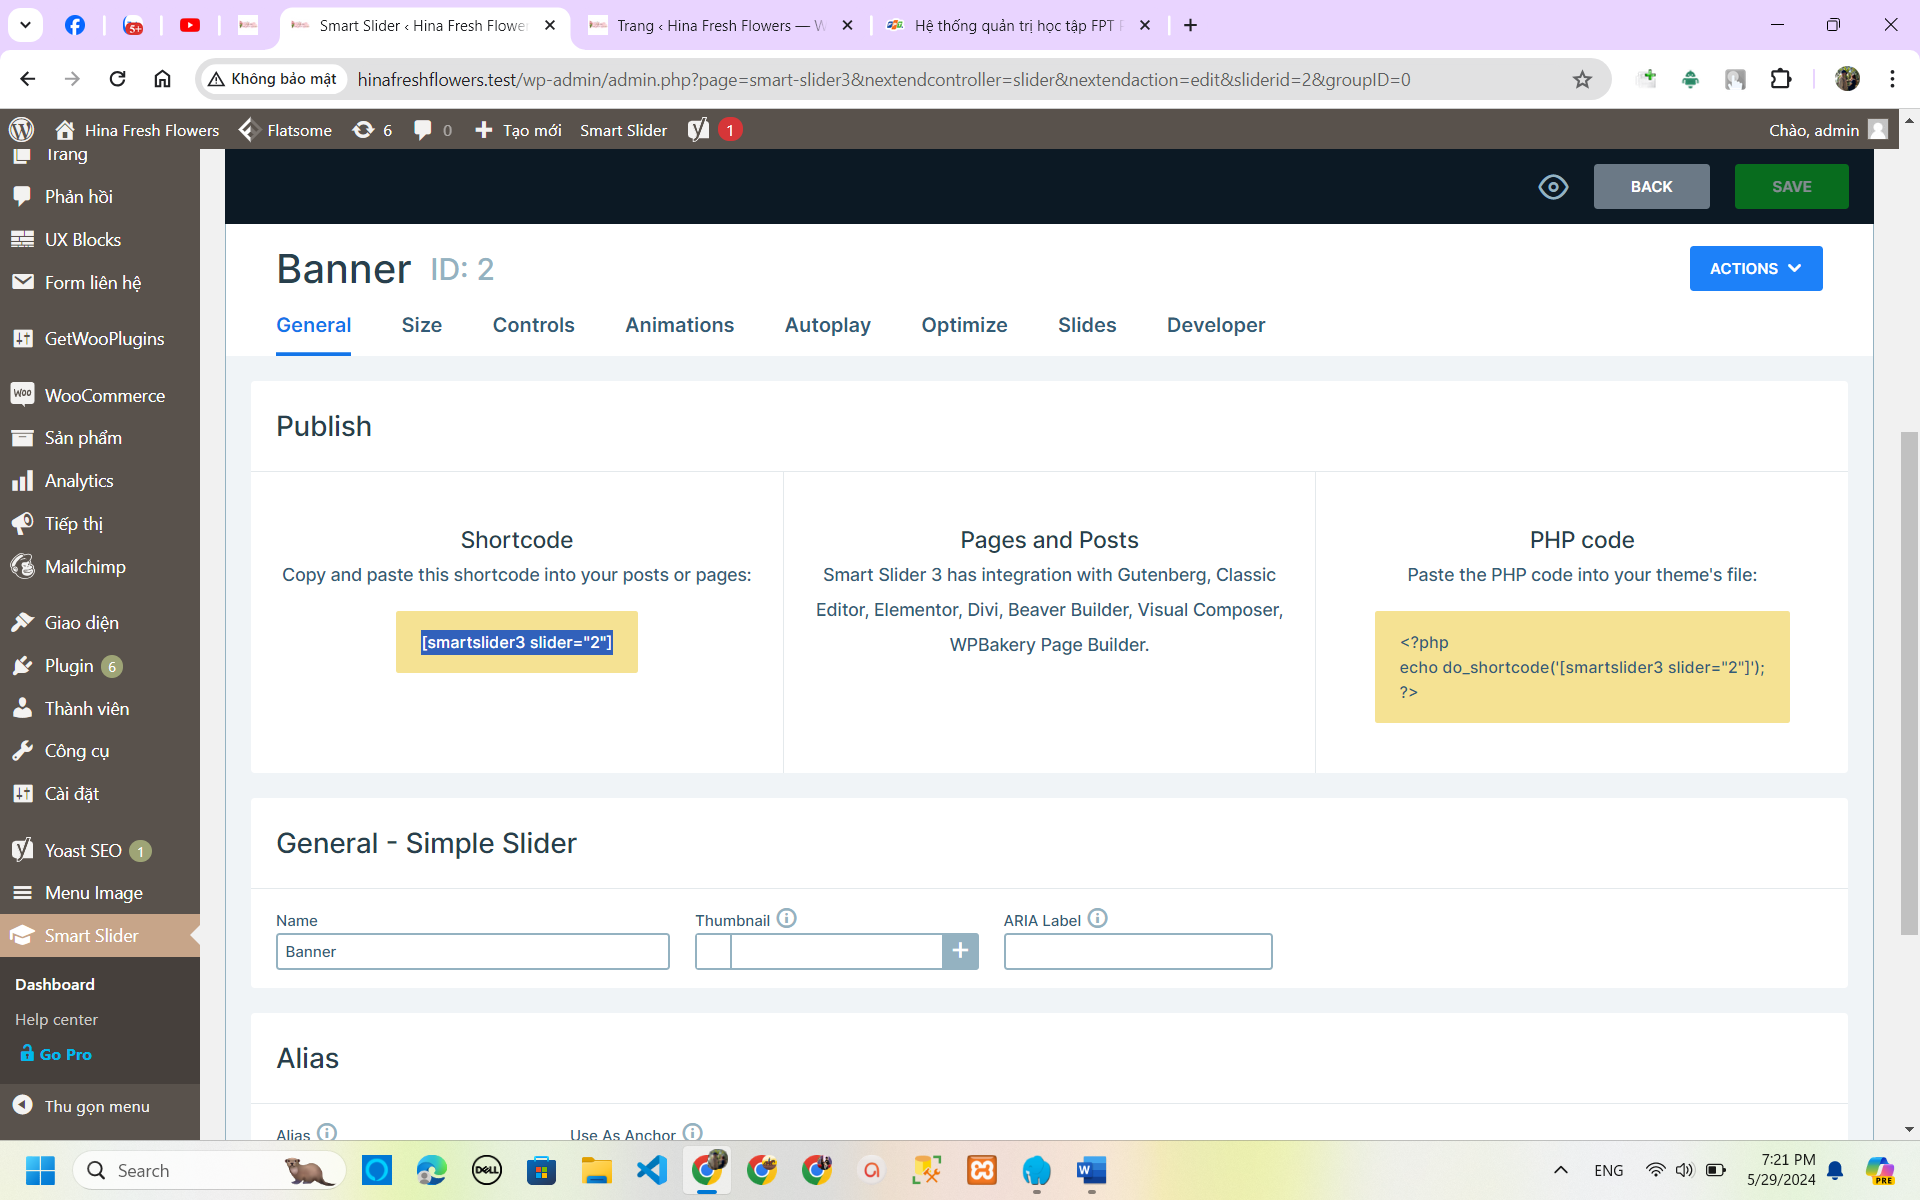 Smart Slider ‹ Hina Fresh Flowe
Trang ‹ Hina Fresh Flowers — W
Hệ thống quản trị học tập FPT
Không bảo mật
hinafreshflowers.test/wp-admin/admin.php?page=smart-slider3&nextendcontroller=slider&nextendaction=edit&sliderid=2&groupID=0
Hina Fresh Flowers
Flatsome
6
0
Tạo mới
Smart Slider
1
Chào, admin
Trang
Phản hồi
UX Blocks
Form liên hệ
GetWooPlugins
WooCommerce
Sản phẩm
Analytics
Tiếp thị
Mailchimp
Giao diện
Plugin 6
Thành viên
Công cụ
Cài đặt
Yoast SEO 1
Menu Image
Smart Slider
Dashboard
Help center
Go Pro
Thu gọn menu
BACK
SAVE
Banner ID: 2
ACTIONS
General
Size
Controls
Animations
Autoplay
Optimize
Slides
Developer
Publish
Shortcode
Copy and paste this shortcode into your posts or pages:
[smartslider3 slider="2"]
Pages and Posts
Smart Slider 3 has integration with Gutenberg, Classic
Editor, Elementor, Divi, Beaver Builder, Visual Composer,
WPBakery Page Builder.
PHP code
Paste the PHP code into your theme's file:
<?php
echo do_shortcode('[smartslider3 slider="2"]');
?>
General - Simple Slider
Name
Thumbnail
ARIA Label
Banner
Alias
Alias
Use As Anchor
Search
DELL
ENG
7:21 PM
5/29/2024
PRE